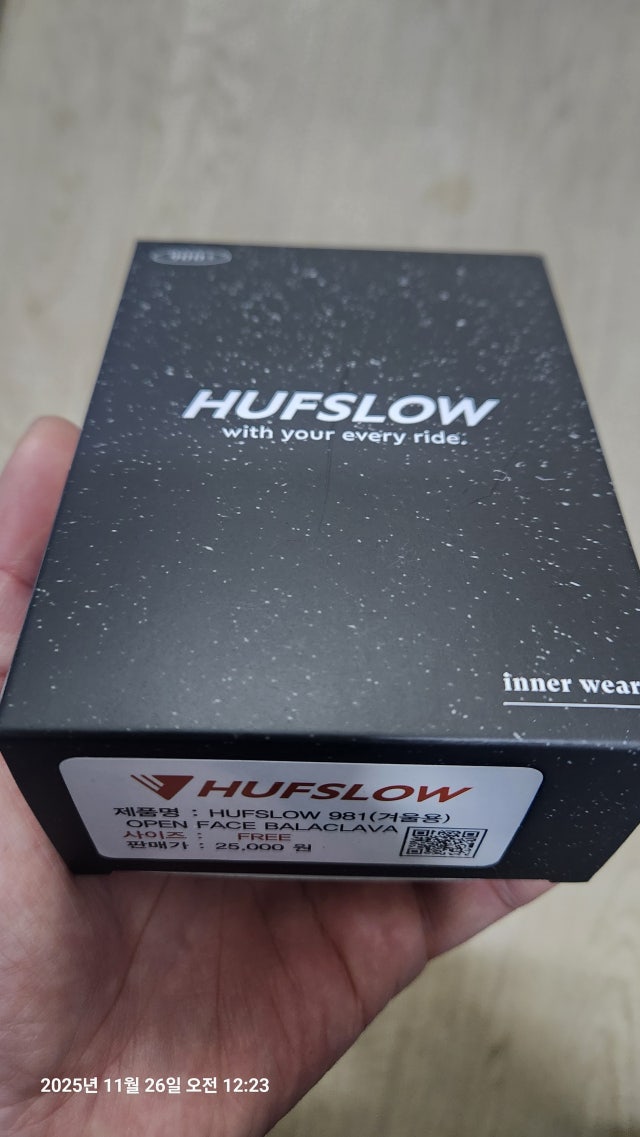 HUFSLOW
with your every ride.
inner wear
HUFSLOW
제품명 : HUFSLOW 981(겨울용)
OPEN FACE BALACLAVA
사이즈 : FREE
판매가 : 25,000 원
2025년 11월 26일 오전 12:23